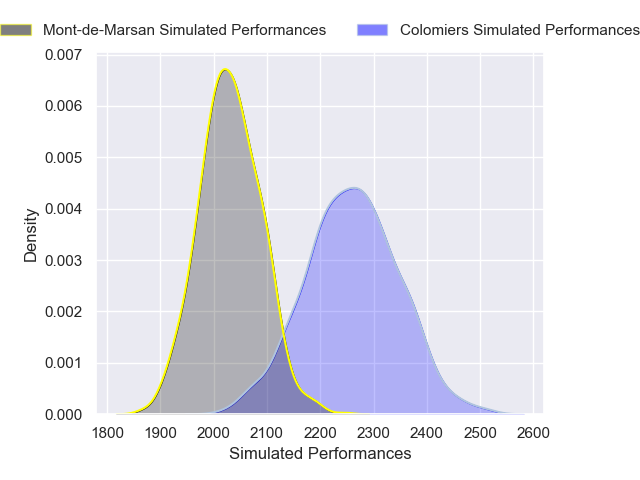 Mont-de-Marsan Simulated Performances
Colomiers Simulated Performances
0.007
0.006
0.005
0.004
0.003
0.002
0.001
0.000
Density
1800 1900 2000 2100 2200 2300 2400 2500 2600
Simulated Performances